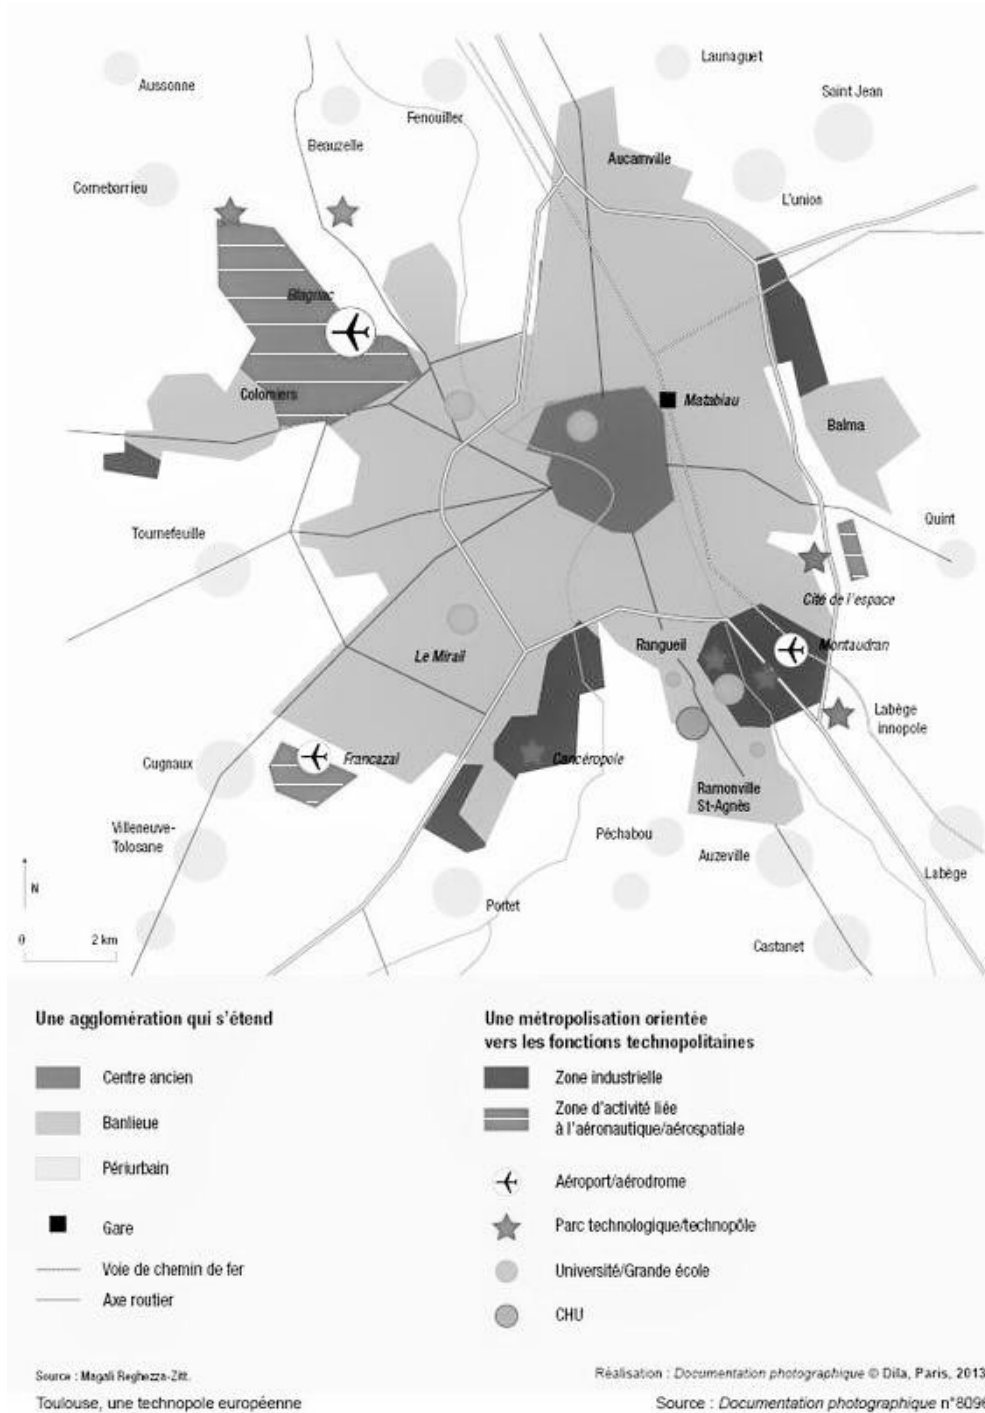 Launaguet
Aussonne
Saint Jean
Fenouiller
Beauzelle
Aucamville
Cornebarrieu
L'union
Blagnac
Colomiers
Matabiau
Balma
Quint
Tournefeuille
Cité de l'espace
Rangueil
Montaudran
Le Mirail
Labège
innopole
Cugnaux
Francazal
Cancéropole
Ramonville
St-Agnès
Villeneuve-
Tolosane
Péchabou
Auzeville
Labège
N
Portet
0 2 km
Castanet
Une agglomération qui s'étend
Centre ancien
Banlieue
Périurbain
Gare
Voie de chemin de fer
Axe routier
Une métropolisation orientée
vers les fonctions technopolitaines
Zone industrielle
Zone d'activité liée
à l'aéronautique/aérospatiale
Aéroport/aérodrome
Parc technologique/technopôle
Université/Grande école
CHU
Source : Magali Reghezza-Zitt.
Réalisation : Documentation photographique © Dila, Paris, 2013
Toulouse, une technopole européenne
Source : Documentation photographique n°8096